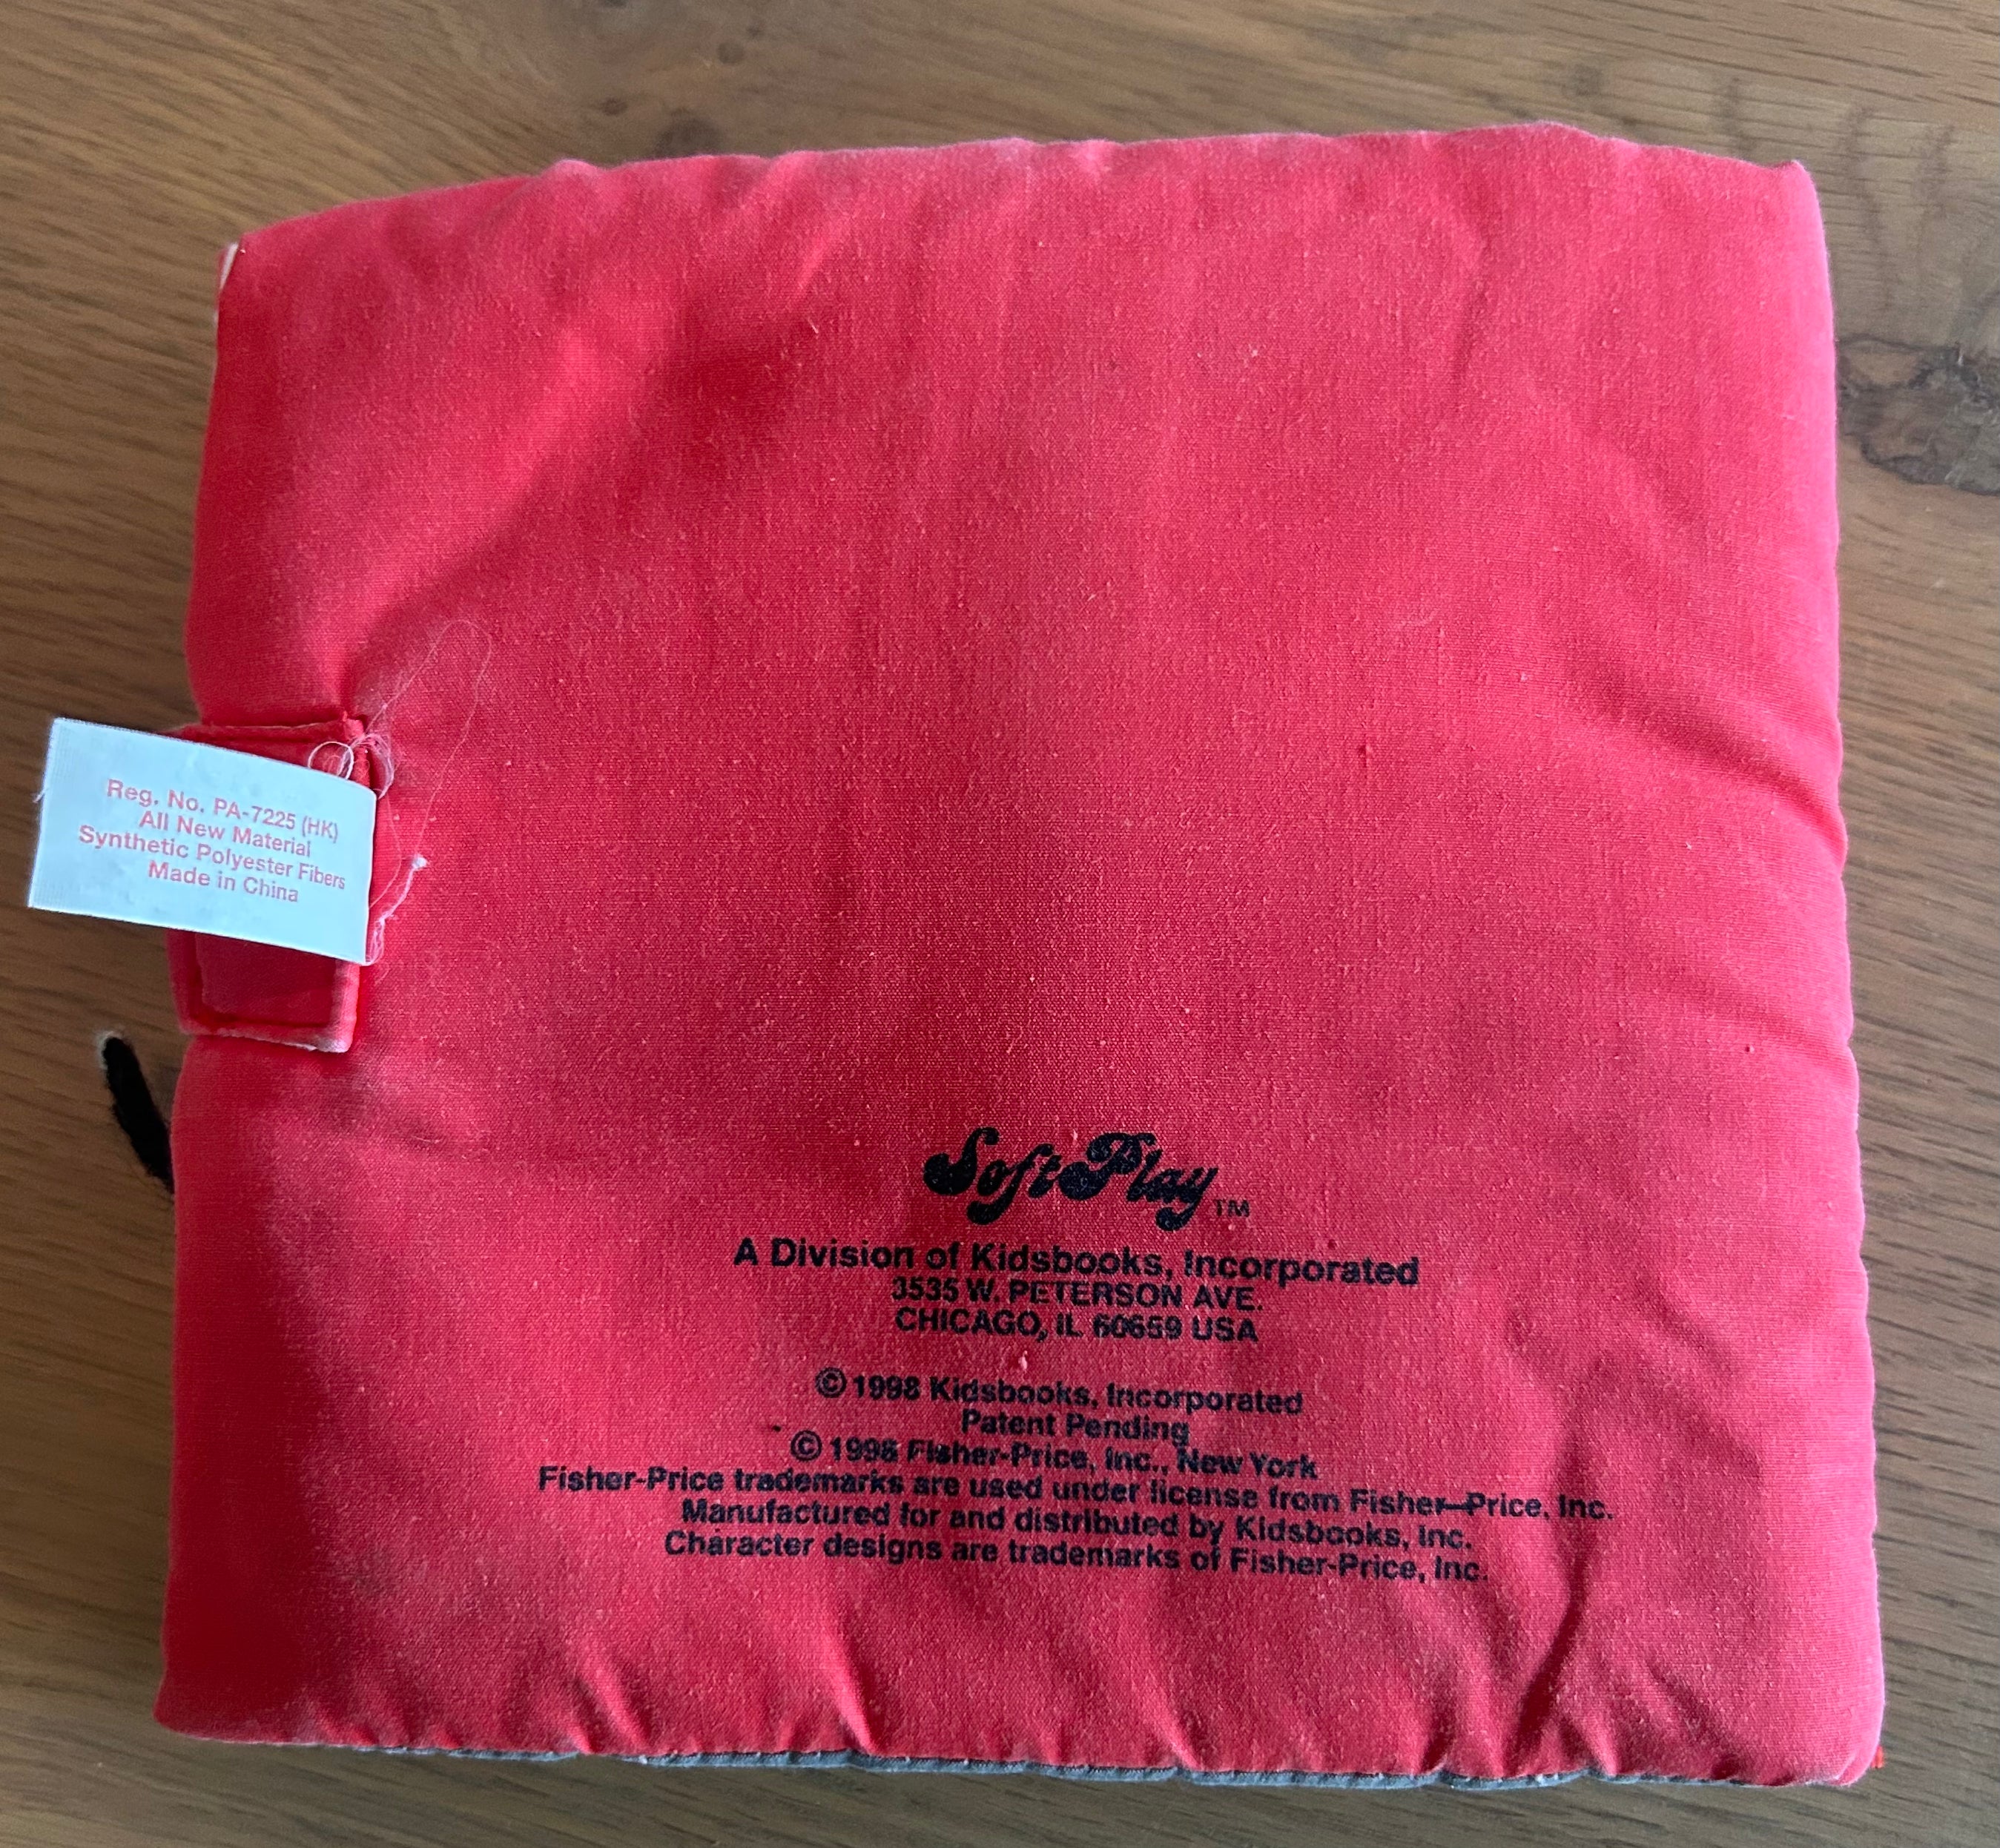 Reg. No. PA-7225 (HK)
All New Material
Synthetic Polyester Fibers
Made in China
Soft Play TM
A Division of Kidsbooks, Incorporated
3535 W. PETERSON AVE.
CHICAGO, IL 60659 USA
© 1998 Kidsbooks, Incorporated
Patent Pending
© 1998 Fisher-Price, Inc., New York
Fisher-Price trademarks are used under license from Fisher-Price, Inc.
Manufactured for and distributed by Kidsbooks, Inc.
Character designs are trademarks of Fisher-Price, Inc.